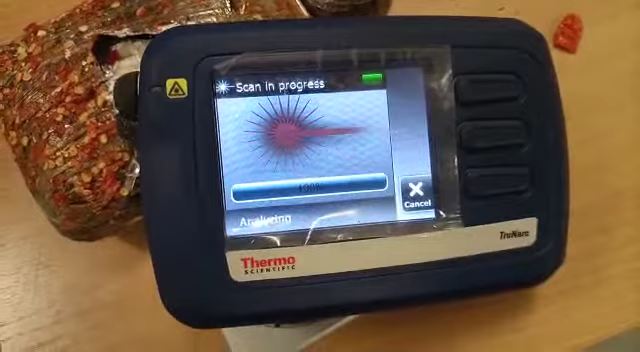 Scan in progress
100%
Analyzing
Cancel
Thermo
SCIENTIFIC
TruNarc